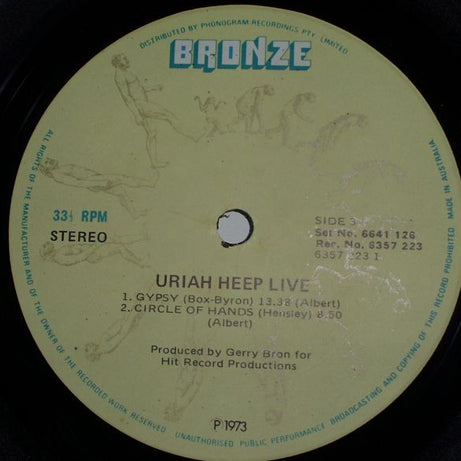 DISTRIBUTED BY PHONOGRAM RECORDINGS PTY. LIMITED
BRONZE
33⅓ RPM
STEREO
SIDE 3
Set No. 6641 126
Rec. No. 6357 223
6357 223 1
URIAH HEEP LIVE
1. GYPSY (Box-Byron) 13.38 (Albert)
2. CIRCLE OF HANDS (Hensley) 8.50
(Albert)
Produced by Gerry Bron for
Hit Record Productions
℗ 1973
ALL RIGHTS OF THE MANUFACTURER AND OF THE OWNER OF THE RECORDED WORK RESERVED
UNAUTHORISED PUBLIC PERFORMANCE BROADCASTING AND COPYING OF THIS RECORD PROHIBITED
MADE IN AUSTRALIA